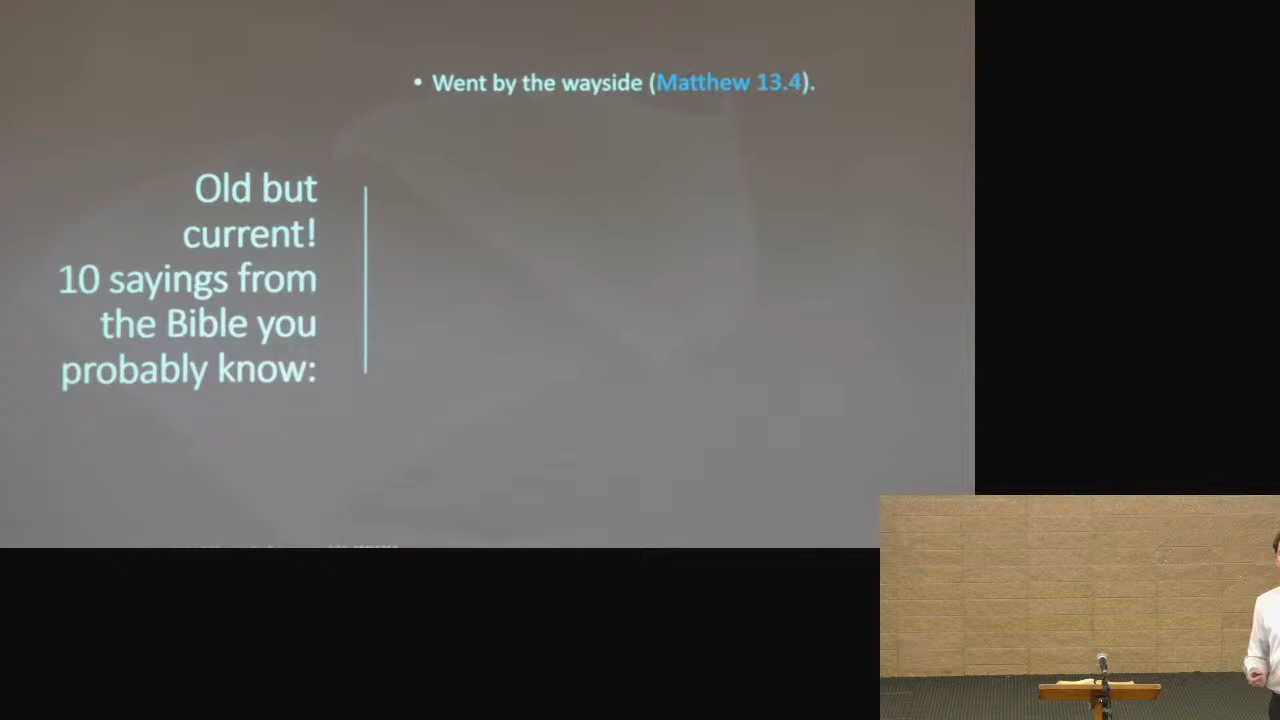 • Went by the wayside (Matthew 13.4).
Old but
current!
10 sayings from
the Bible you
probably know: